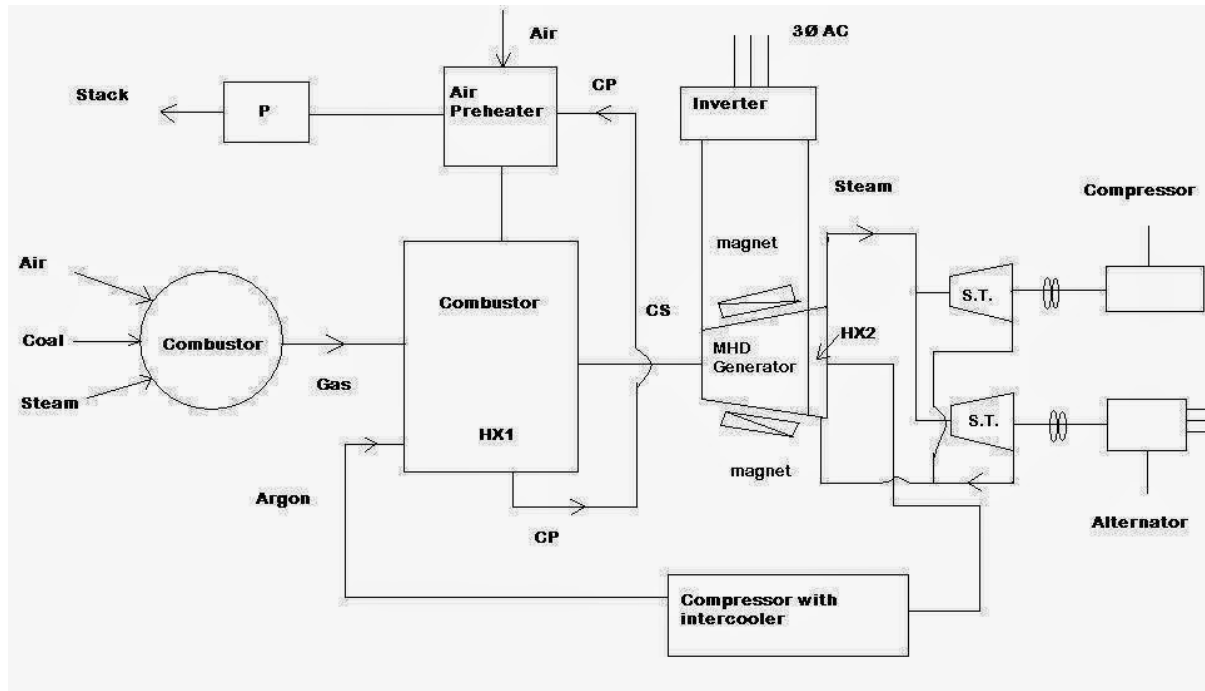 Air
3Ø AC
Stack
P
Air
Preheater
CP
Inverter
Steam
Compressor
magnet
Air
Coal
Steam
Combustor
Gas
Combustor
HX1
CS
MHD
Generator
HX2
S.T.
S.T.
magnet
Argon
CP
Alternator
Compressor with
intercooler